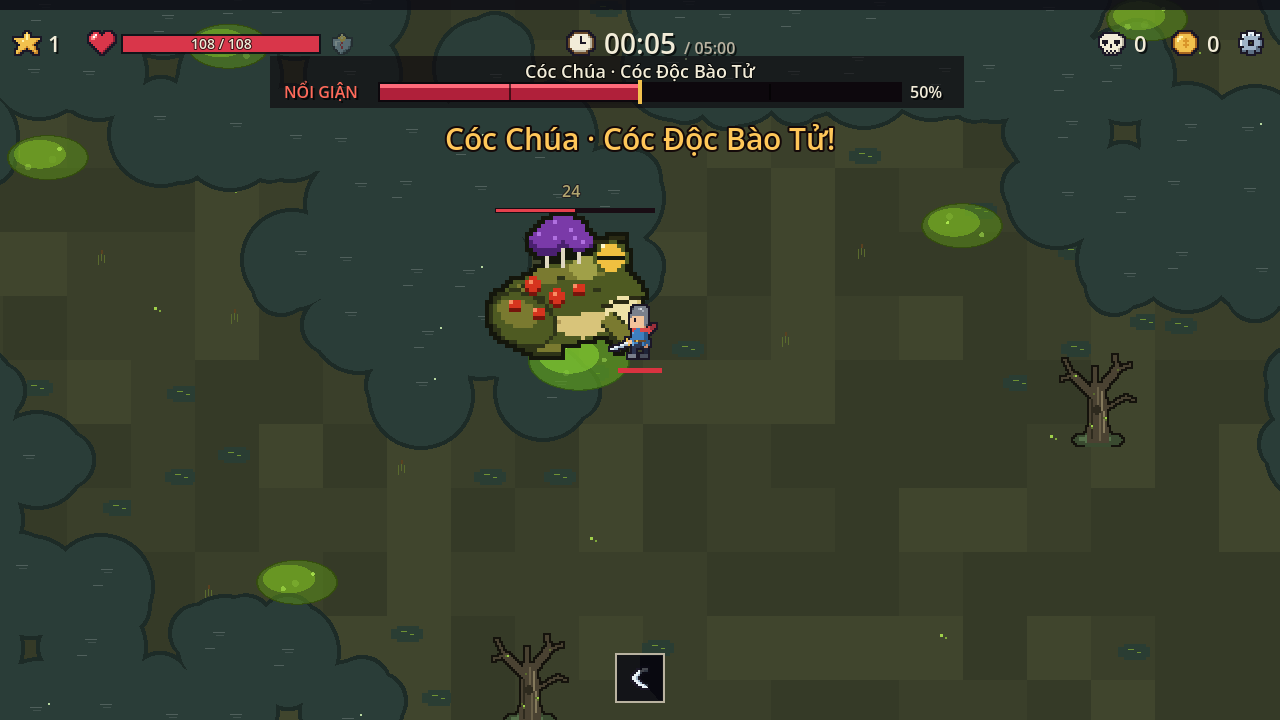 1
108 / 108
00:05 / 05:00
0
0
Cóc Chúa · Cóc Độc Bào Tử
NỔI GIẬN
50%
Cóc Chúa · Cóc Độc Bào Tử!
24